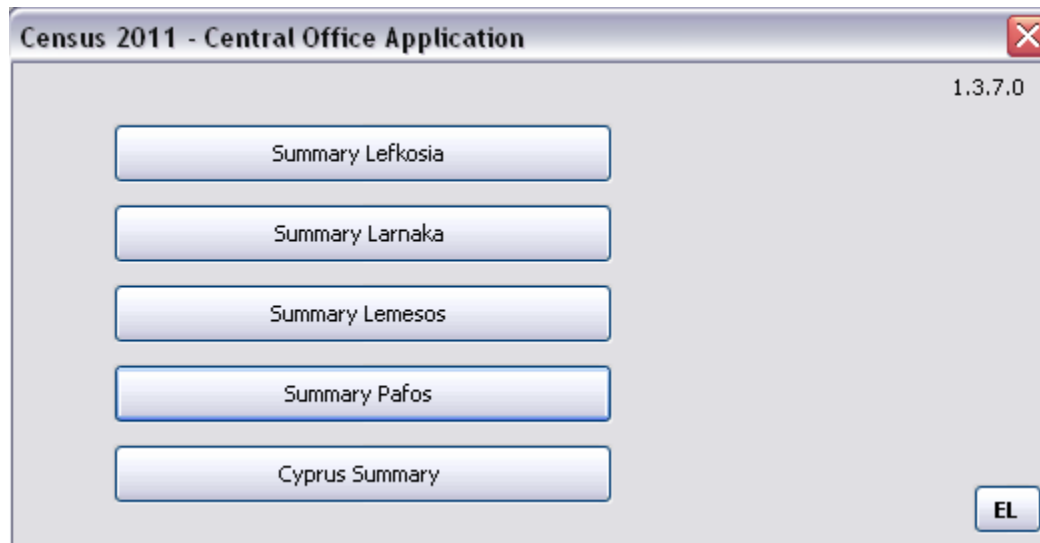 Census 2011 - Central Office Application
1.3.7.0
Summary Lefkosia
Summary Larnaka
Summary Lemesos
Summary Pafos
Cyprus Summary
EL